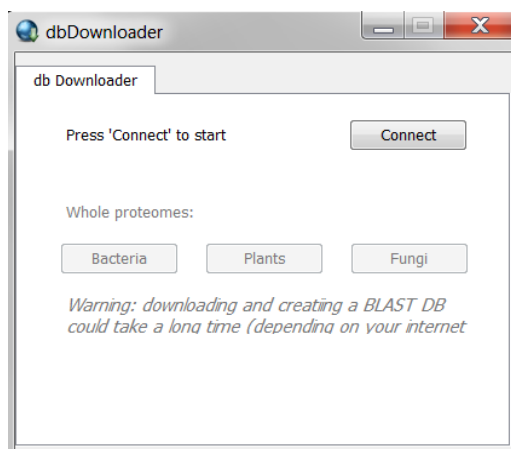 dbDownloader
db Downloader
Press 'Connect' to start
Connect
Whole proteomes:
Bacteria
Plants
Fungi
Warning: downloading and creatiing a BLAST DB
could take a long time (depending on your internet